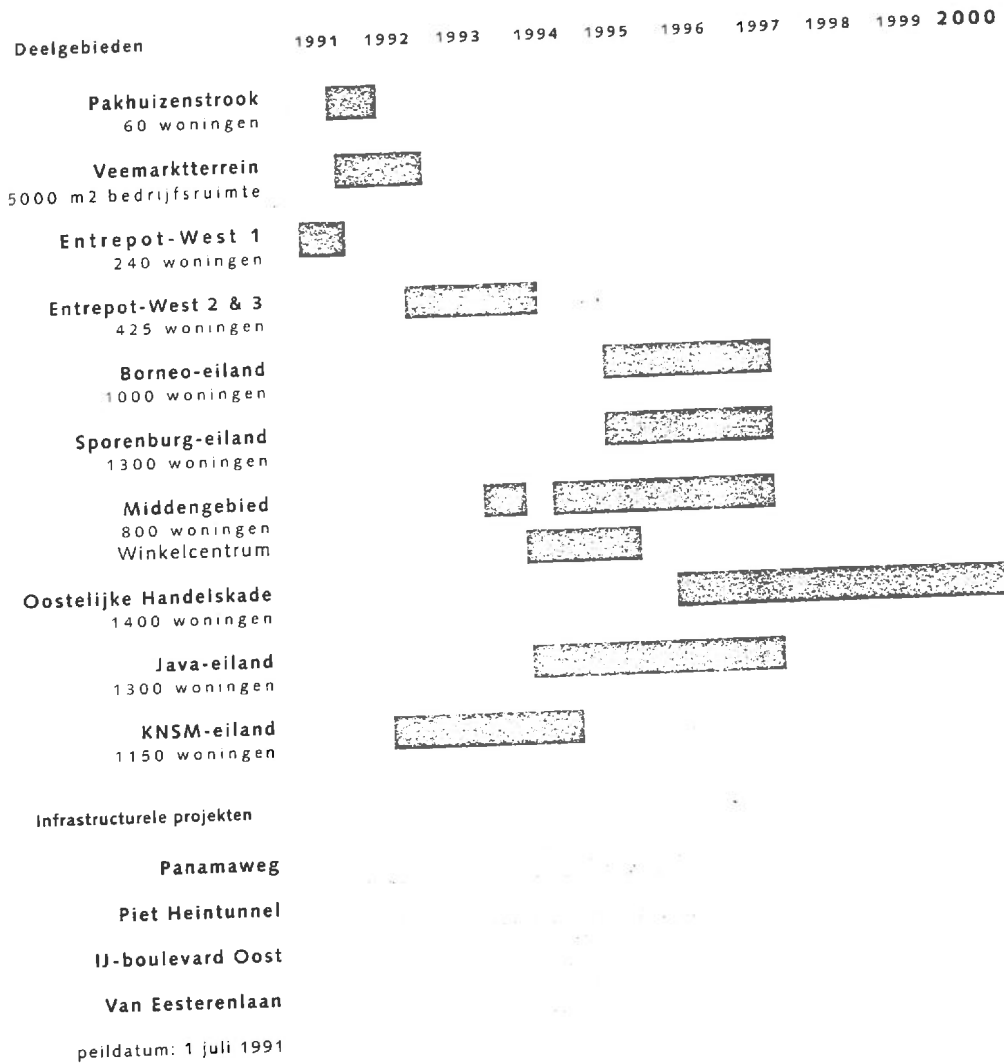 Deelgebieden 1991 1992 1993 1994 1995 1996 1997 1998 1999 2000
Pakhuizenstrook
60 woningen
Veemarktterrein
5000 m2 bedrijfsruimte
Entrepot-West 1
240 woningen
Entrepot-West 2 & 3
425 woningen
Borneo-eiland
1000 woningen
Sporenburg-eiland
1300 woningen
Middengebied
800 woningen
Winkelcentrum
Oostelijke Handelskade
1400 woningen
Java-eiland
1300 woningen
KNSM-eiland
1150 woningen
Infrastructurele projekten
Panamaweg
Piet Heintunnel
IJ-boulevard Oost
Van Eesterenlaan
peildatum: 1 juli 1991